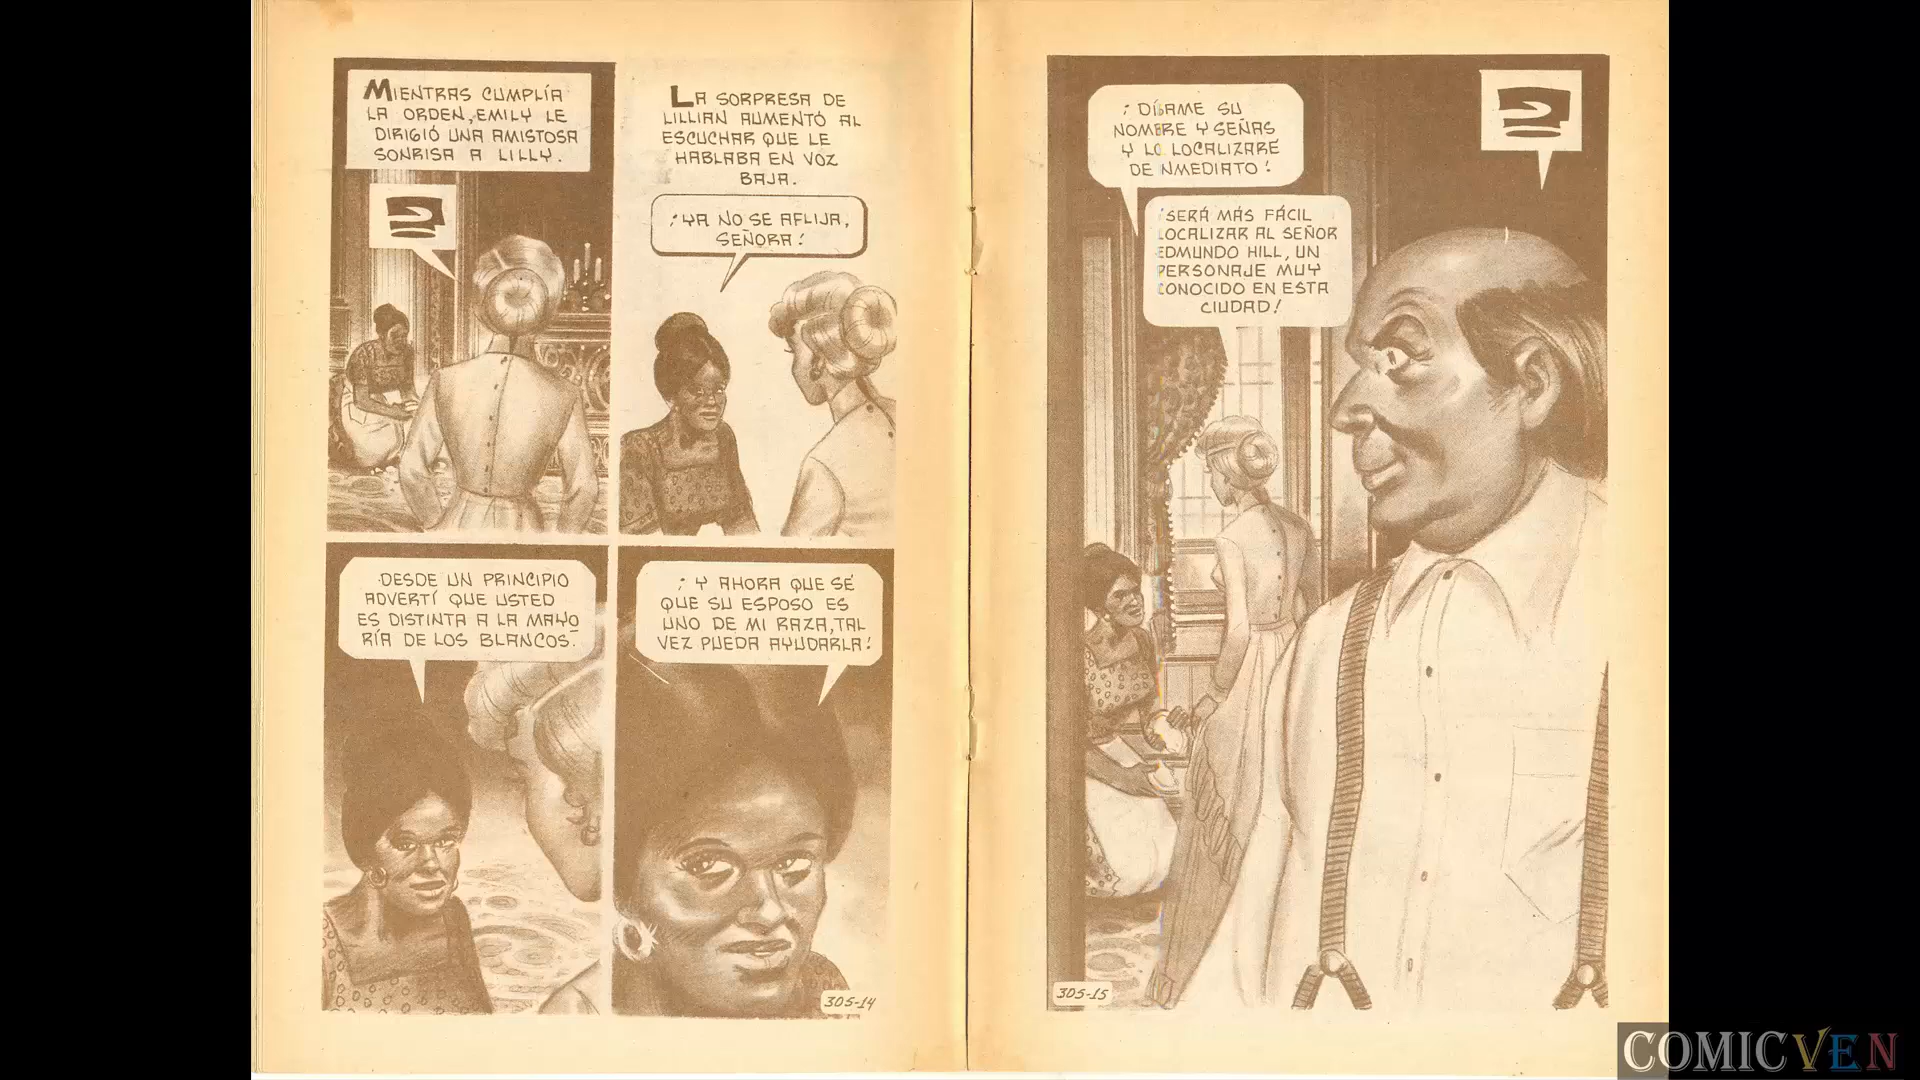 MIENTRAS CUMPLÍA
LA ORDEN, EMILY LE
DIRIGIÓ UNA AMISTOSA
SONRISA A LILLY.
?
LA SORPRESA DE
LILLIAN AUMENTÓ AL
ESCUCHAR QUE LE
HABLABA EN VOZ
BAJA.
¡YA NO SE AFLIJA,
SEÑORA!
DESDE UN PRINCIPIO
ADVERTÍ QUE USTED
ES DISTINTA A LA MAYO
RÍA DE LOS BLANCOS.
¡Y AHORA QUE SÉ
QUE SU ESPOSO ES
UNO DE MI RAZA, TAL
VEZ PUEDA AYUDARLA!
305-14
¡DÍGAME SU
NOMBRE Y SEÑAS
Y LO LOCALIZARÉ
DE NMEDIATO!
¡SERÁ MÁS FÁCIL
LOCALIZAR AL SEÑOR
EDMUNDO HILL, UN
PERSONAJE MUY
CONOCIDO EN ESTA
CIUDAD!
?
305-15
COMICVEN